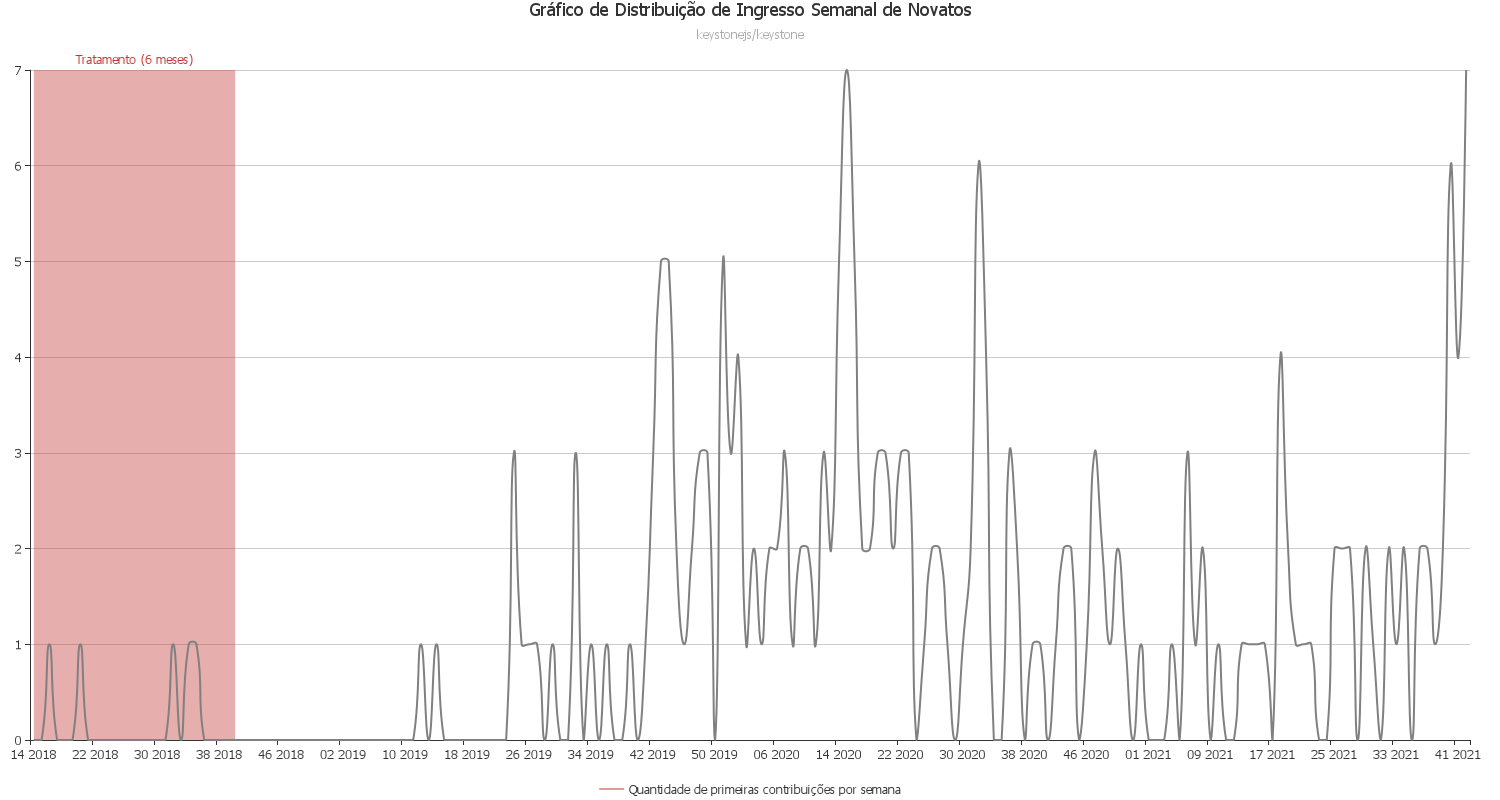 Gráfico de Distribuição de Ingresso Semanal de Novatos
keystonejs/keystone
Tratamento (6 meses)
7
6
5
4
3
2
1
0
14 2018 22 2018 30 2018 38 2018 46 2018 02 2019 10 2019 18 2019 26 2019 34 2019 42 2019 50 2019 06 2020 14 2020 22 2020 30 2020 38 2020 46 2020 01 2021 09 2021 17 2021 25 2021 33 2021 41 2021
Quantidade de primeiras contribuições por semana